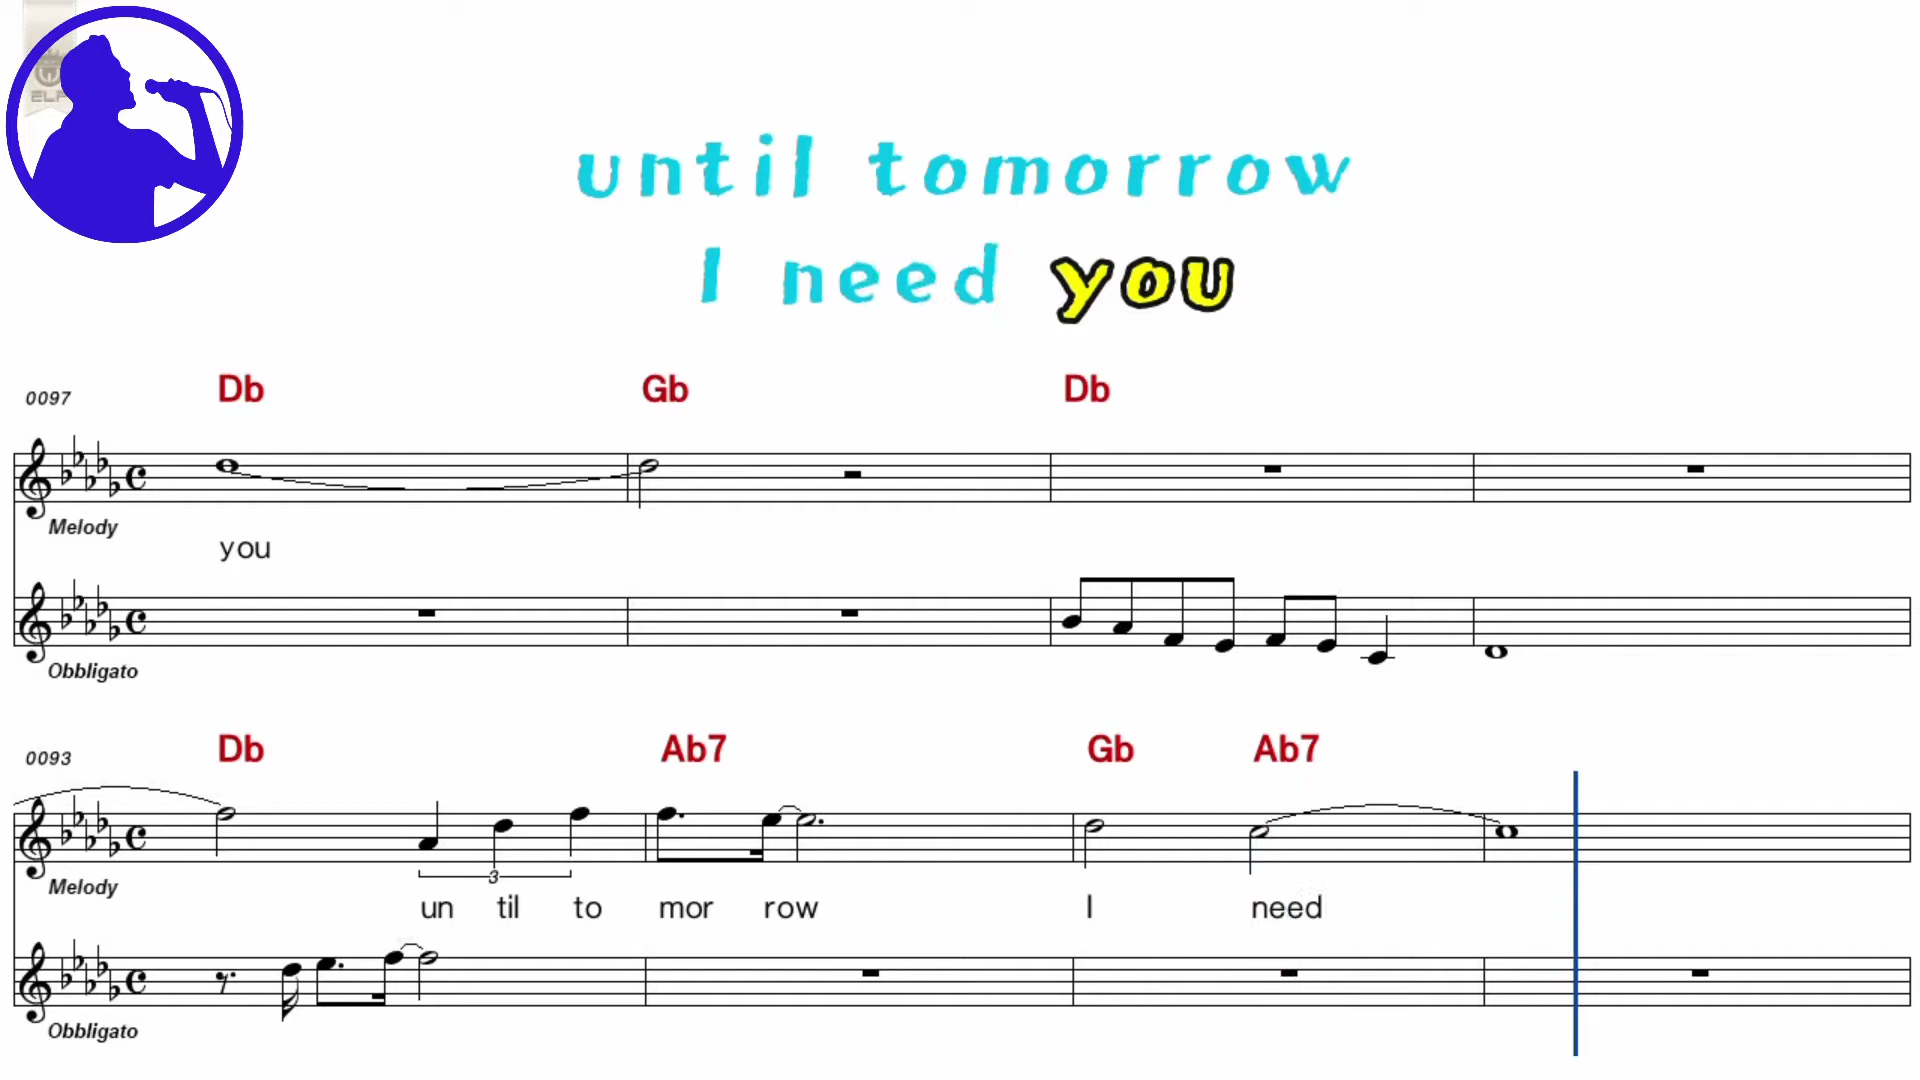 until tomorrow
I need you
Db Gb Db
0097
Melody
you
Obbligato
Db Ab7 Gb Ab7
0093
3
Melody
un til to mor row I need
Obbligato